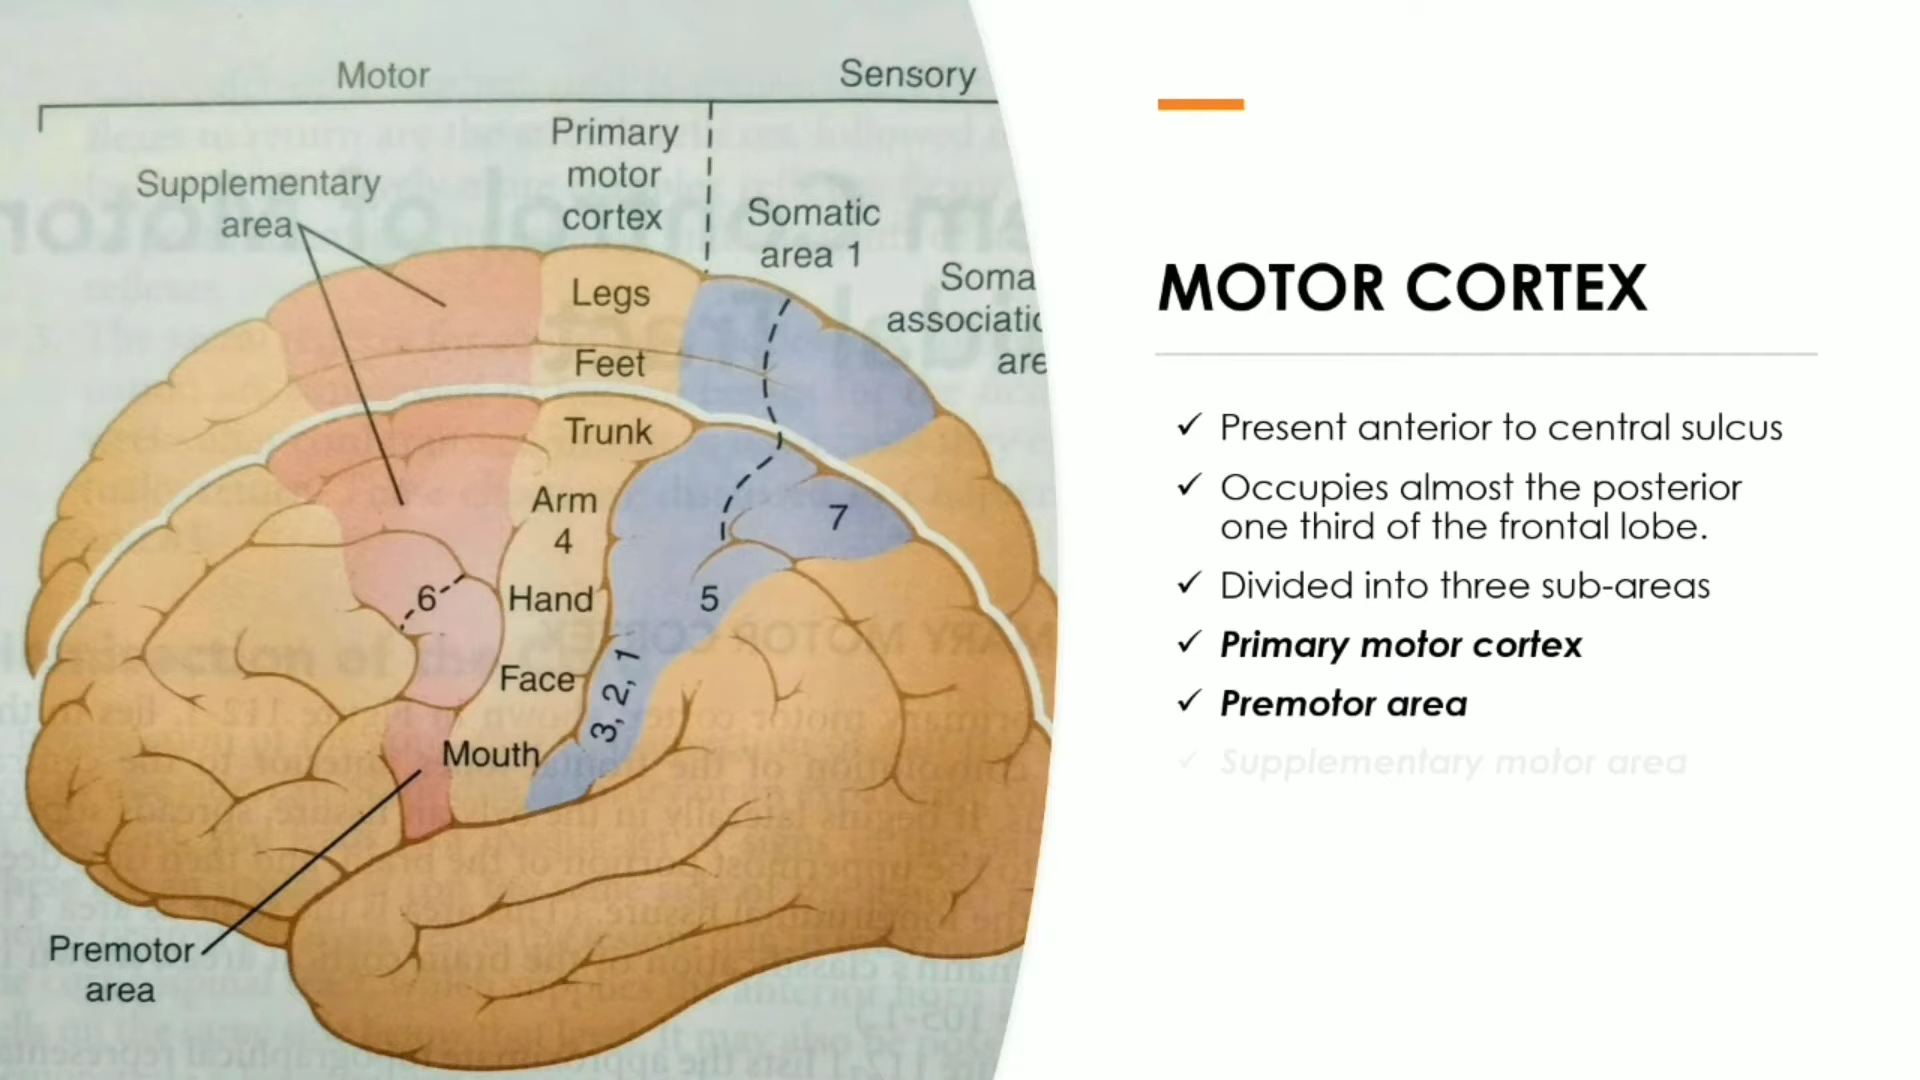 Motor
Sensory
Primary
motor
cortex
Supplementary
area
Somatic
area 1
Soma
associatic
are
Legs
Feet
Trunk
Arm
4
Hand
Face
Mouth
6
7
5
3, 2, 1
Premotor
area
MOTOR CORTEX
✓ Present anterior to central sulcus
✓ Occupies almost the posterior
one third of the frontal lobe.
✓ Divided into three sub-areas
✓ Primary motor cortex
✓ Premotor area
✓ Supplementary motor area